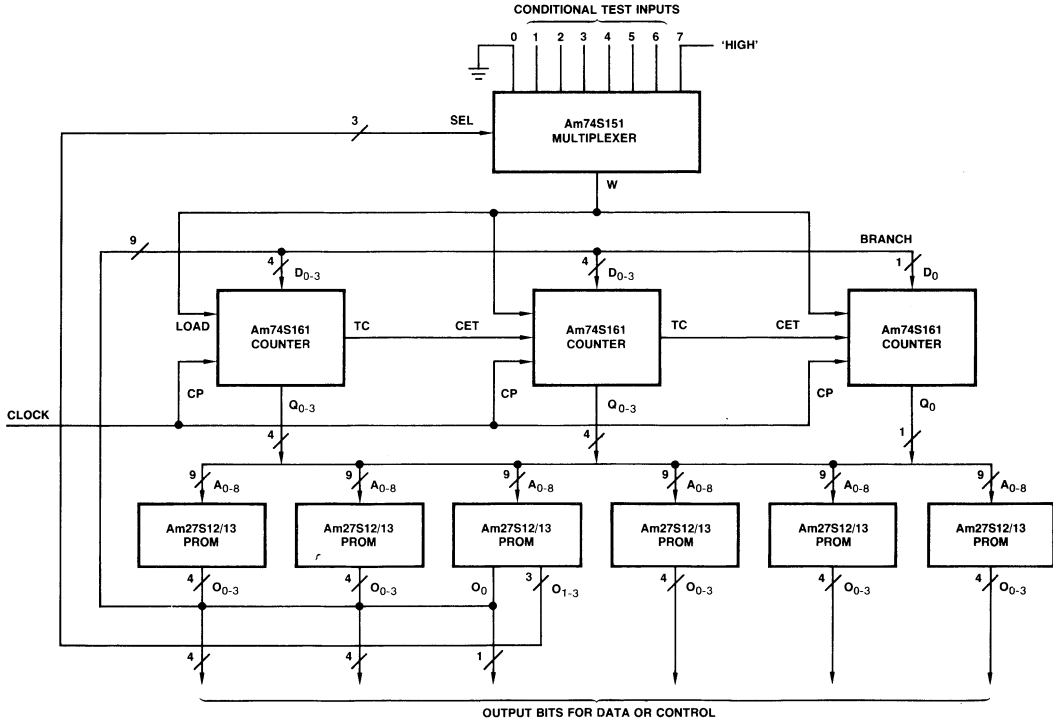 CONDITIONAL TEST INPUTS
0 1 2 3 4 5 6 7 'HIGH'
3 SEL
Am74S151
MULTIPLEXER
W
9 BRANCH
4 D0-3 4 D0-3 1 D0
LOAD
Am74S161
COUNTER
TC CET
Am74S161
COUNTER
TC CET
Am74S161
COUNTER
CP CP CP
Q0-3 Q0-3 Q0
CLOCK
4 4 1
9 A0-8 9 A0-8 9 A0-8 9 A0-8 9 A0-8 9 A0-8
Am27S12/13 Am27S12/13 Am27S12/13 Am27S12/13 Am27S12/13 Am27S12/13
PROM PROM PROM PROM PROM PROM
4 O0-3 4 O0-3 O0 3 O1-3 4 O0-3 4 O0-3 4 O0-3
4 4 1
OUTPUT BITS FOR DATA OR CONTROL